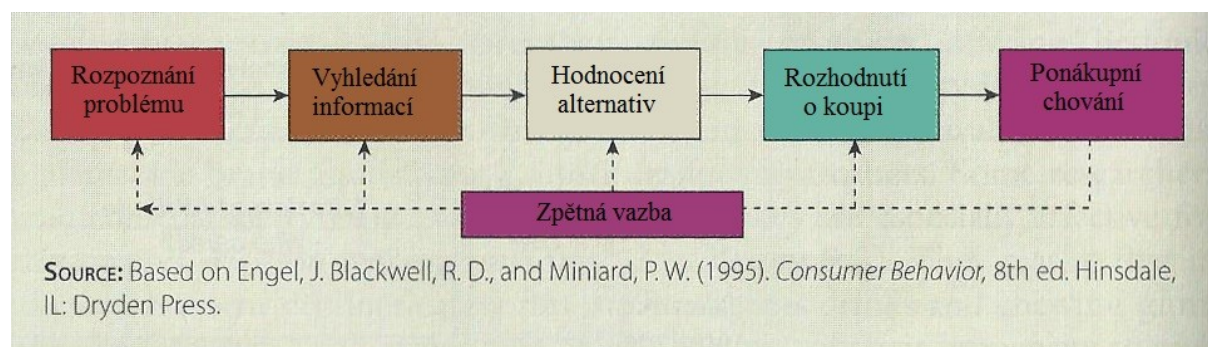 Rozpoznání
problému
Vyhledání
informací
Hodnocení
alternativ
Rozhodnutí
o koupi
Ponákupní
chování
Zpětná vazba
SOURCE: Based on Engel, J. Blackwell, R. D., and Miniard, P. W. (1995). Consumer Behavior, 8th ed. Hinsdale,
IL: Dryden Press.